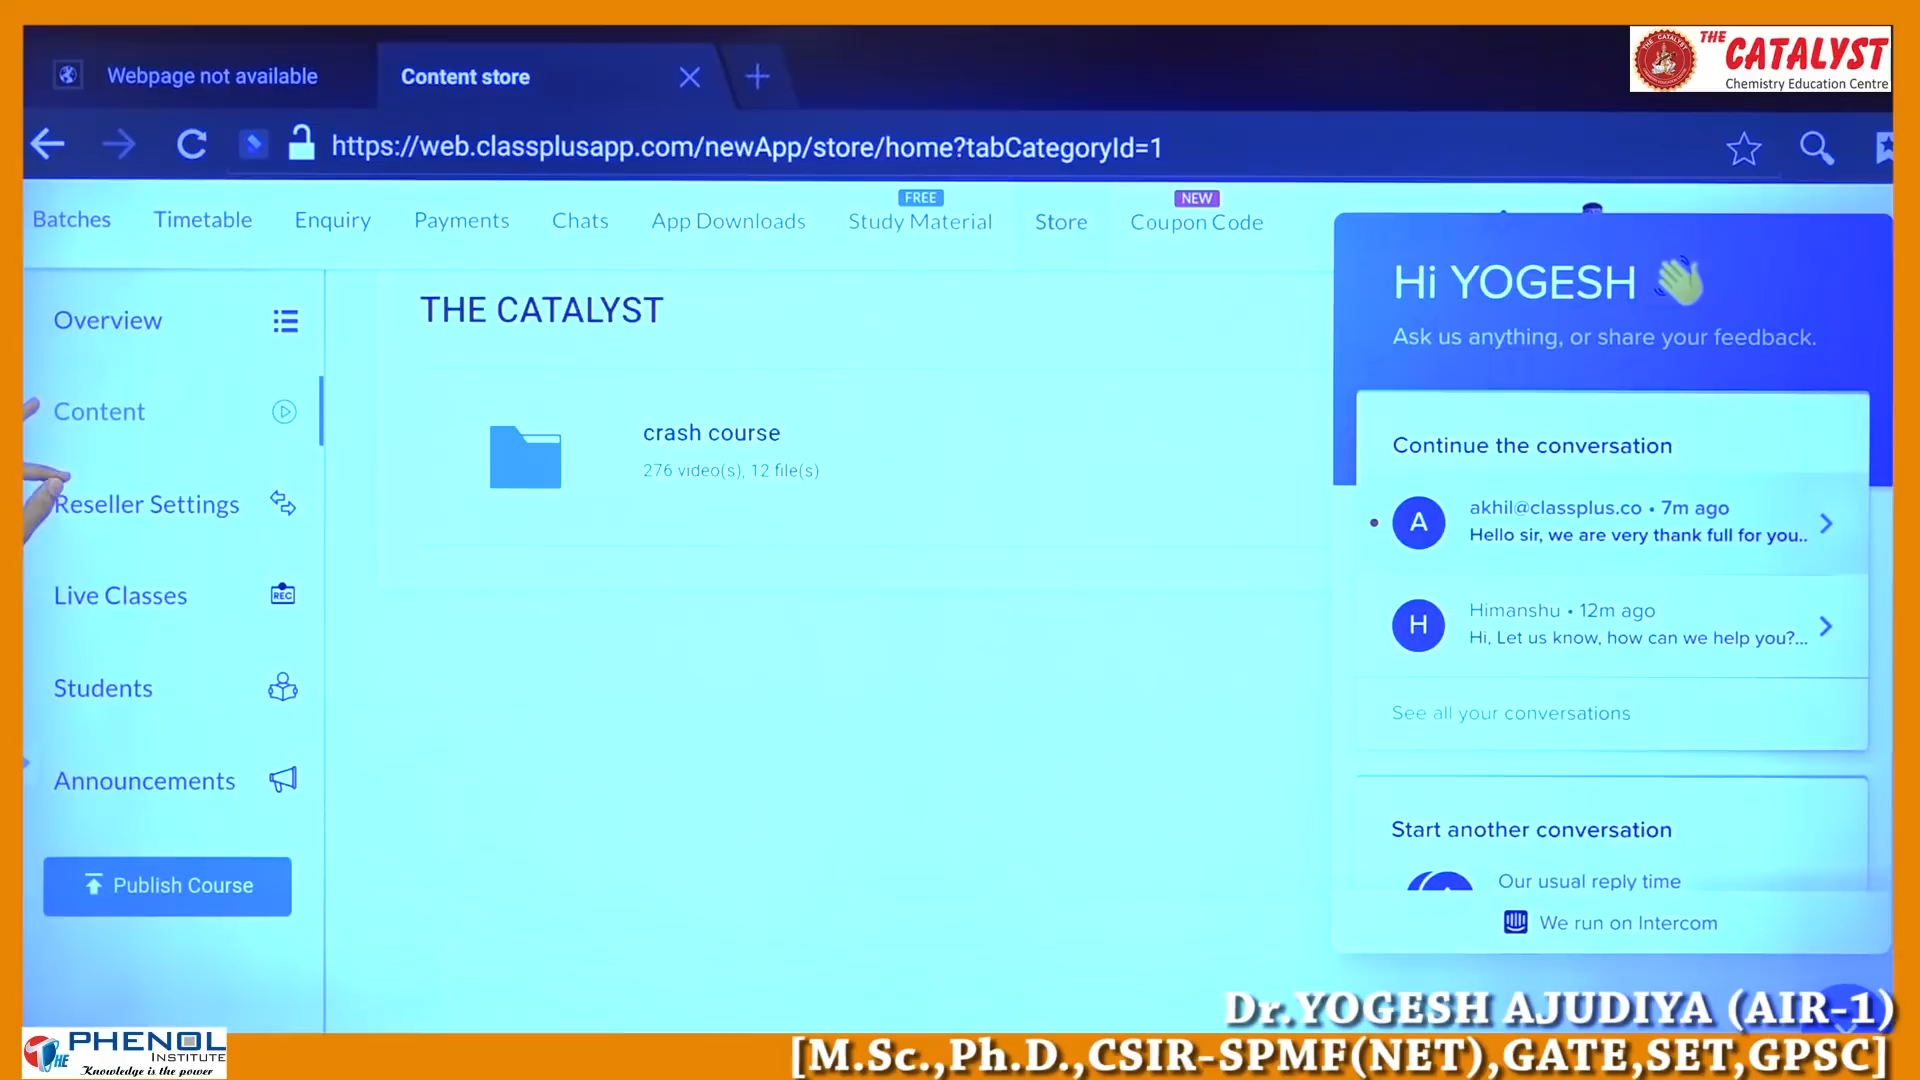 Webpage not available
Content store
THE CATALYST
Chemistry Education Centre
https://web.classplusapp.com/newApp/store/home?tabCategoryId=1
Batches
Timetable
Enquiry
Payments
Chats
App Downloads
FREE
Study Material
Store
NEW
Coupon Code
Overview
Content
Reseller Settings
Live Classes
REC
Students
Announcements
Publish Course
THE CATALYST
crash course
276 video(s), 12 file(s)
Hi YOGESH 👋
Ask us anything, or share your feedback.
Continue the conversation
A
akhil@classplus.co • 7m ago
Hello sir, we are very thank full for you..
H
Himanshu • 12m ago
Hi, Let us know, how can we help you?...
See all your conversations
Start another conversation
Our usual reply time
We run on Intercom
Dr.YOGESH AJUDIYA (AIR-1)
[M.Sc.,Ph.D.,CSIR-SPMF(NET),GATE,SET,GPSC]
THE PHENOL
INSTITUTE
Knowledge is the power